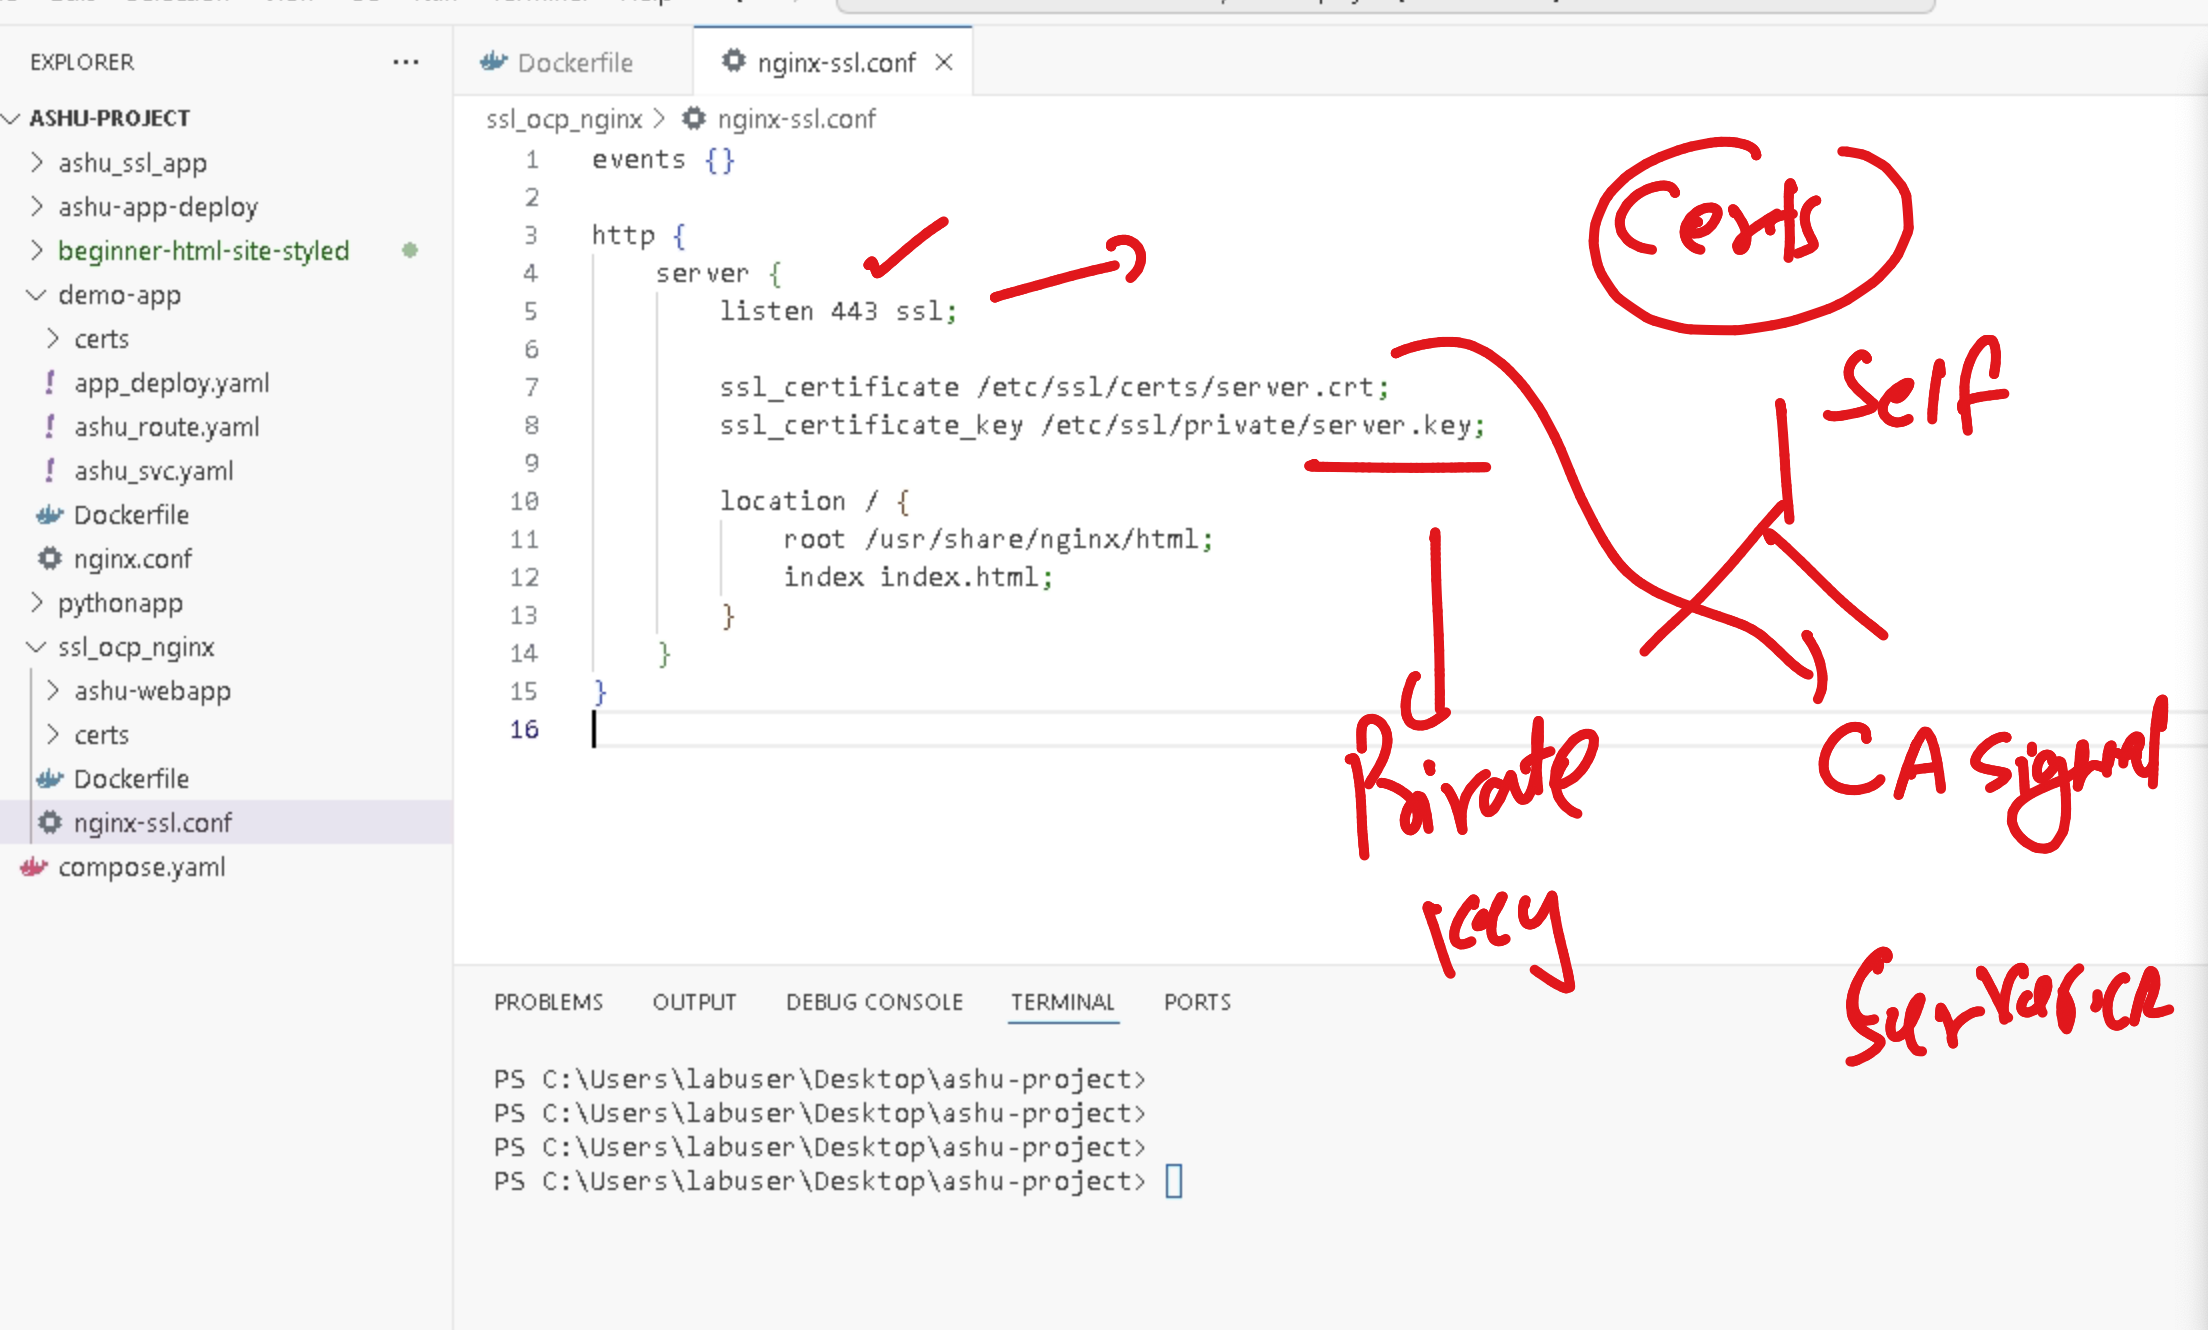 EXPLORER
ASHU-PROJECT
ashu_ssl_app
ashu-app-deploy
beginner-html-site-styled
demo-app
certs
app_deploy.yaml
ashu_route.yaml
ashu_svc.yaml
Dockerfile
nginx.conf
pythonapp
ssl_ocp_nginx
ashu-webapp
certs
Dockerfile
nginx-ssl.conf
compose.yaml
Dockerfile
nginx-ssl.conf
ssl_ocp_nginx > nginx-ssl.conf
1 events {}
2
3 http {
4 server {
5 listen 443 ssl;
6
7 ssl_certificate /etc/ssl/certs/server.crt;
8 ssl_certificate_key /etc/ssl/private/server.key;
9
10 location / {
11 root /usr/share/nginx/html;
12 index index.html;
13 }
14 }
15 }
16
Certs
Self
CA Signed
Private
key
PROBLEMS OUTPUT DEBUG CONSOLE TERMINAL PORTS
PS C:\Users\labuser\Desktop\ashu-project>
PS C:\Users\labuser\Desktop\ashu-project>
PS C:\Users\labuser\Desktop\ashu-project>
PS C:\Users\labuser\Desktop\ashu-project>